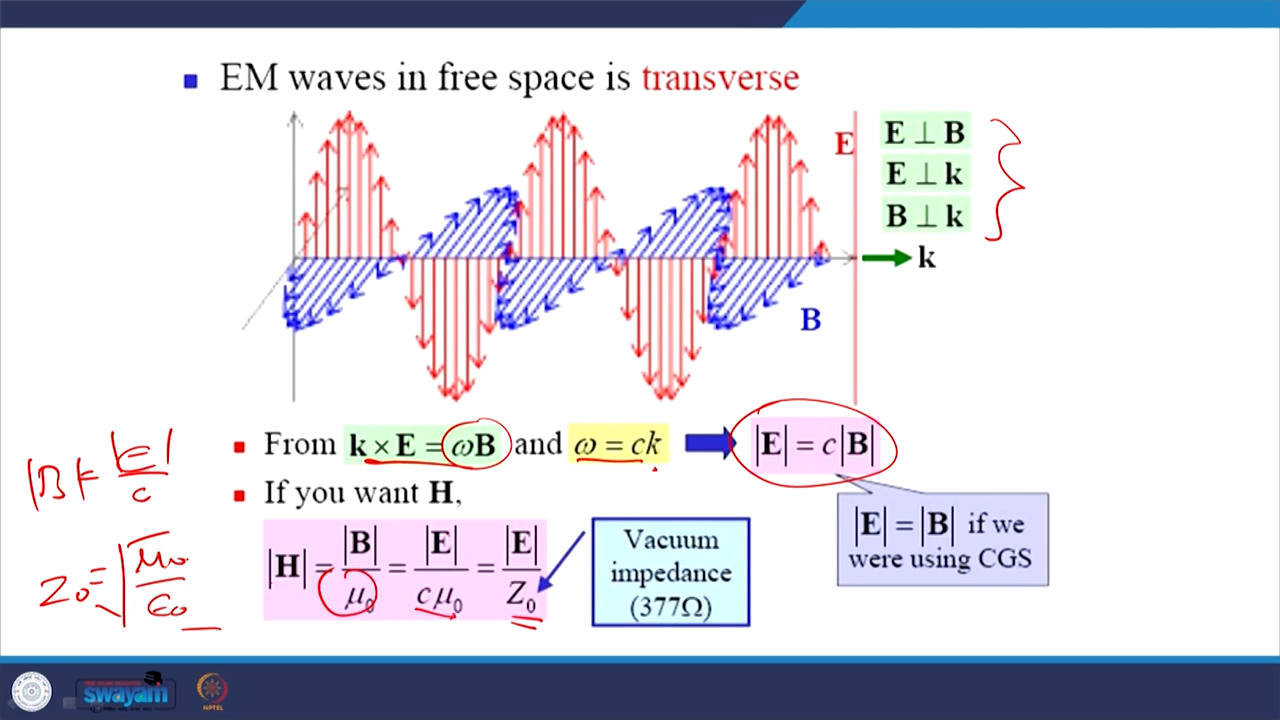 EM waves in free space is transverse
E
E ⊥ B
E ⊥ k
B ⊥ k
k
B
From k × E = ωB and ω = ck
|E| = c|B|
|B| = |E| / c
If you want H,
|H| = |B| / μ₀ = |E| / cμ₀ = |E| / Z₀
Z₀ = √(μ₀ / ε₀)
Vacuum
impedance
(377Ω)
|E| = |B| if we
were using CGS
swayam
NPTEL